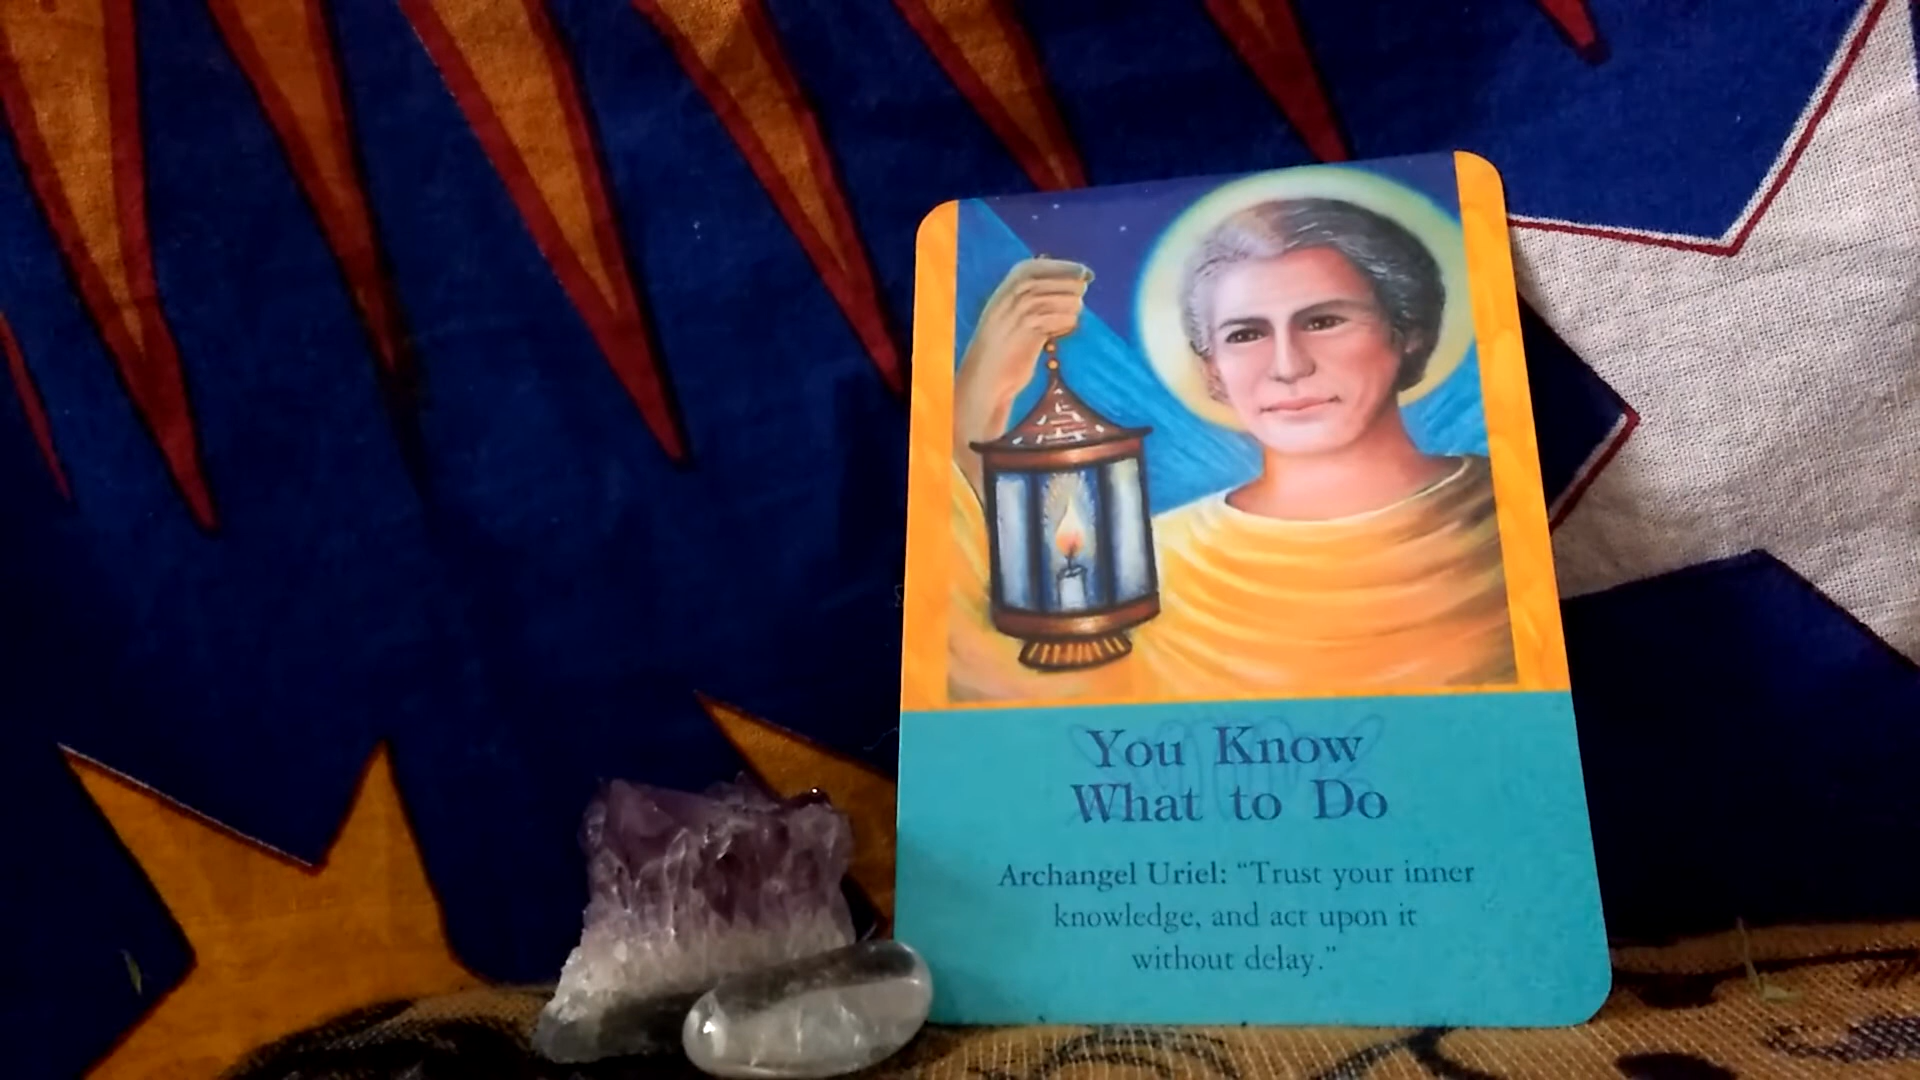 You Know
What to Do
Archangel Uriel: “Trust your inner
knowledge, and act upon it
without delay.”